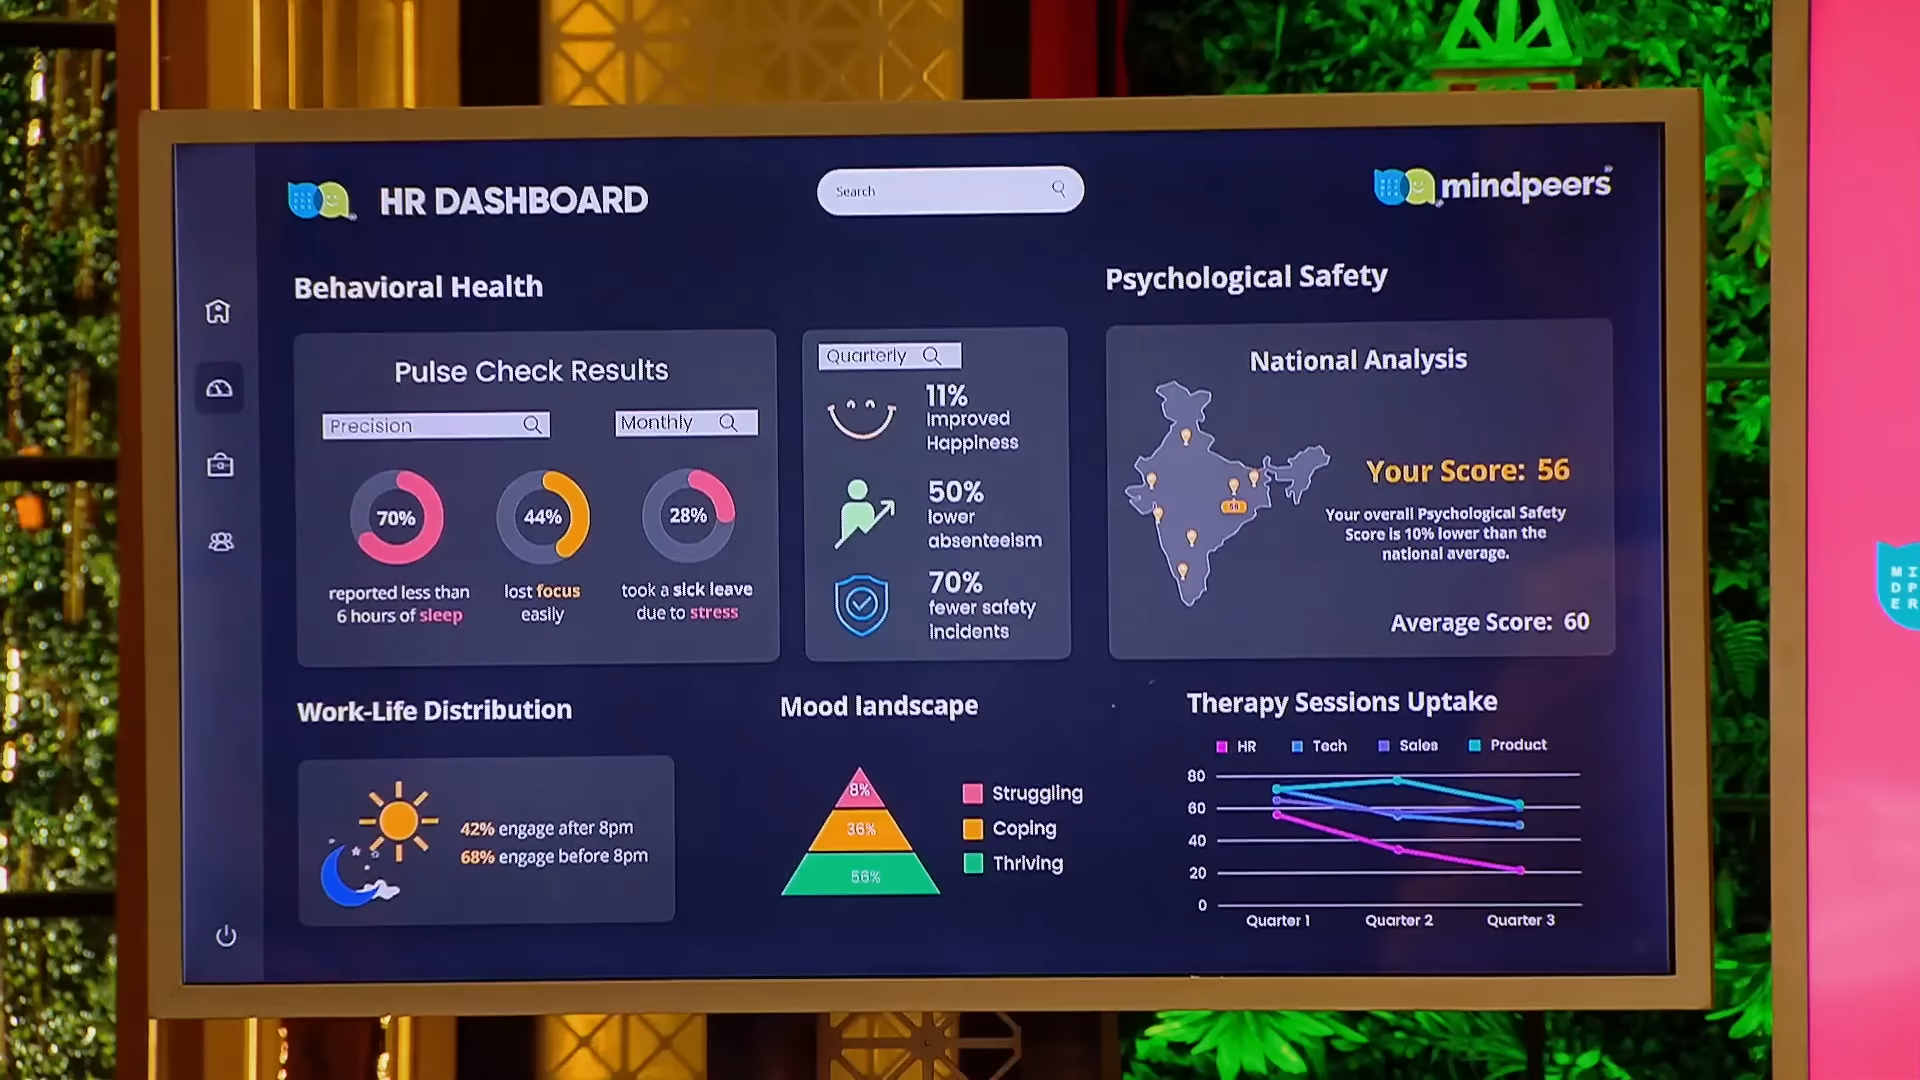 HR DASHBOARD
Search
mindpeers
Behavioral Health
Psychological Safety
Pulse Check Results
Precision
Monthly
70%
reported less than
6 hours of sleep
44%
lost focus
easily
28%
took a sick leave
due to stress
Quarterly
11%
Improved
Happiness
50%
lower
absenteeism
70%
fewer safety
incidents
National Analysis
Your Score: 56
Your overall Psychological Safety
Score is 10% lower than the
national average.
Average Score: 60
Work-Life Distribution
42% engage after 8pm
68% engage before 8pm
Mood landscape
8%
36%
56%
Struggling
Coping
Thriving
Therapy Sessions Uptake
HR Tech Sales Product
80
60
40
20
0
Quarter 1 Quarter 2 Quarter 3
M I
D P
E R